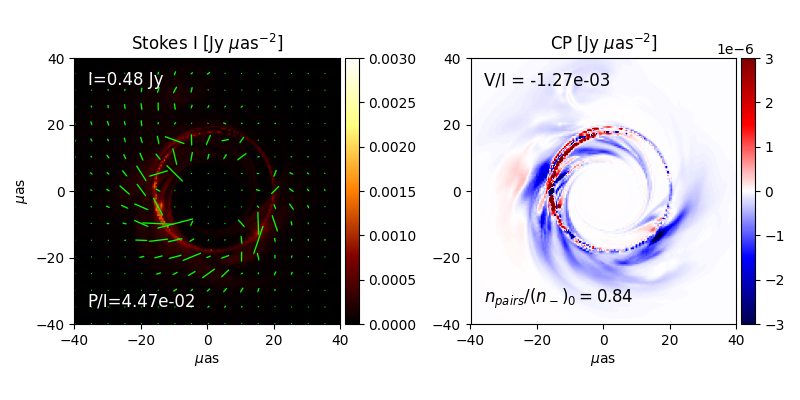 Stokes I [Jy μas⁻²]
I=0.48 Jy
P/I=4.47e-02
μas
40
20
0
−20
−40
−40 −20 0 20 40
μas
0.0030
0.0025
0.0020
0.0015
0.0010
0.0005
0.0000
CP [Jy μas⁻²]
1e-6
V/I = -1.27e-03
n_pairs/(n_−)_0 = 0.84
40
20
0
−20
−40
−40 −20 0 20 40
μas
3
2
1
0
−1
−2
−3